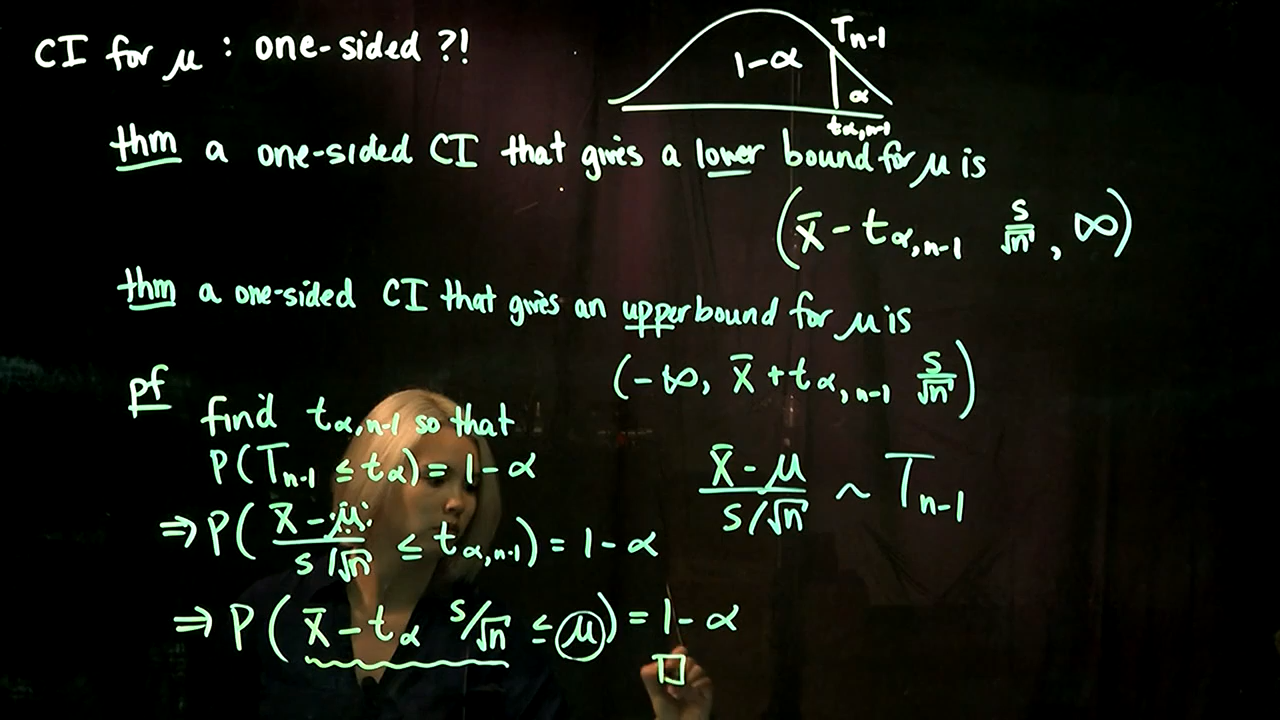 CI for μ : one-sided ?!
T_{n-1}
1-α
α
t_{α,n-1}
thm a one-sided CI that gives a lower bound for μ is
(x̄ - t_{α,n-1} s/√n, ∞)
thm a one-sided CI that gives an upper bound for μ is
(-∞, x̄ + t_{α,n-1} s/√n)
pf
find t_{α,n-1} so that
P(T_{n-1} ≤ t_α) = 1-α
(x̄-μ)/(s/√n) ~ T_{n-1}
⇒ P((x̄-μ)/(s/√n) ≤ t_{α,n-1}) = 1-α
⇒ P(x̄ - t_α s/√n ≤ μ) = 1-α
□